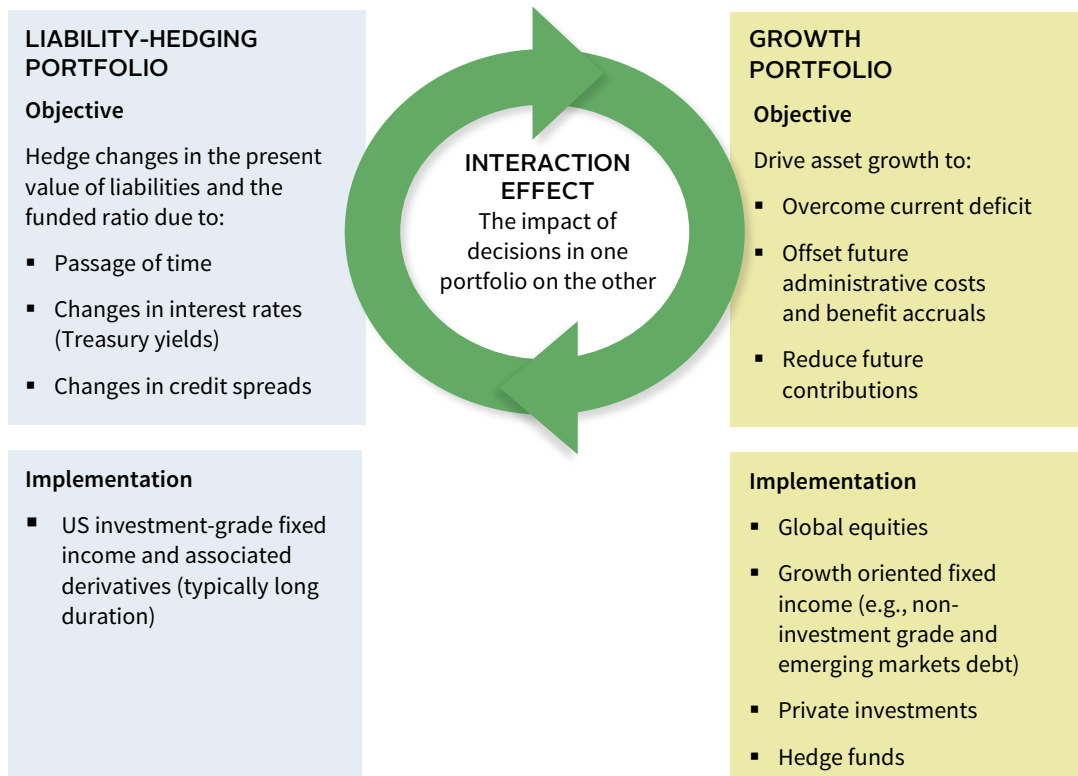 LIABILITY-HEDGING
PORTFOLIO
Objective
Hedge changes in the present
value of liabilities and the
funded ratio due to:
▪ Passage of time
▪ Changes in interest rates
(Treasury yields)
▪ Changes in credit spreads
Implementation
▪ US investment-grade fixed
income and associated
derivatives (typically long
duration)
INTERACTION
EFFECT
The impact of
decisions in one
portfolio on the other
GROWTH
PORTFOLIO
Objective
Drive asset growth to:
▪ Overcome current deficit
▪ Offset future
administrative costs
and benefit accruals
▪ Reduce future
contributions
Implementation
▪ Global equities
▪ Growth oriented fixed
income (e.g., non-
investment grade and
emerging markets debt)
▪ Private investments
▪ Hedge funds